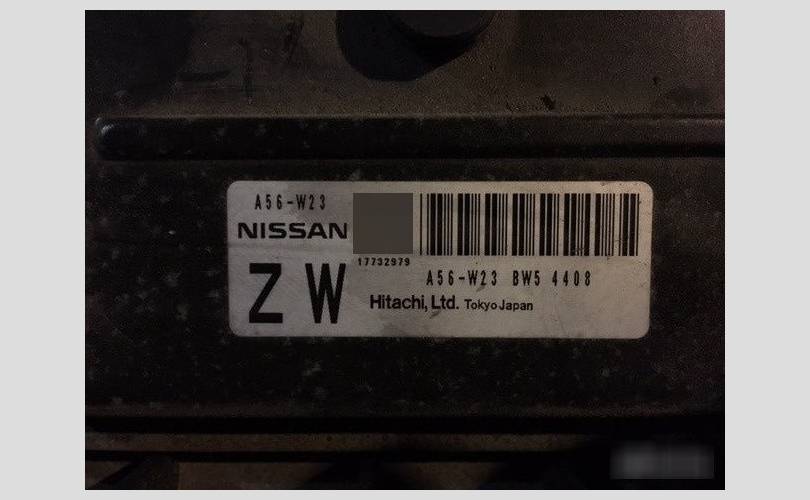 A56-W23
NISSAN
17732979
ZW
A56-W23 BW5 4408
Hitachi, Ltd. Tokyo Japan